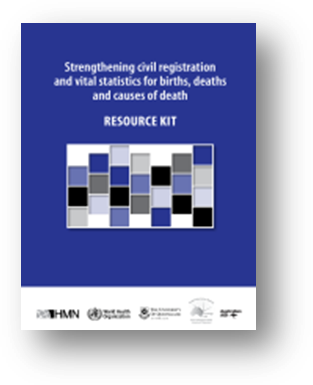 Strengthening civil registration
and vital statistics for births, deaths
and causes of death
RESOURCE KIT
HMN
World Health
Organization